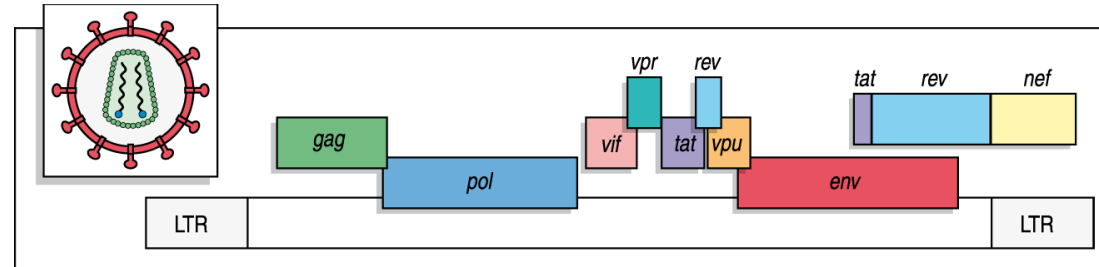 vpr rev
tat rev nef
gag vif tat vpu
pol env
LTR LTR